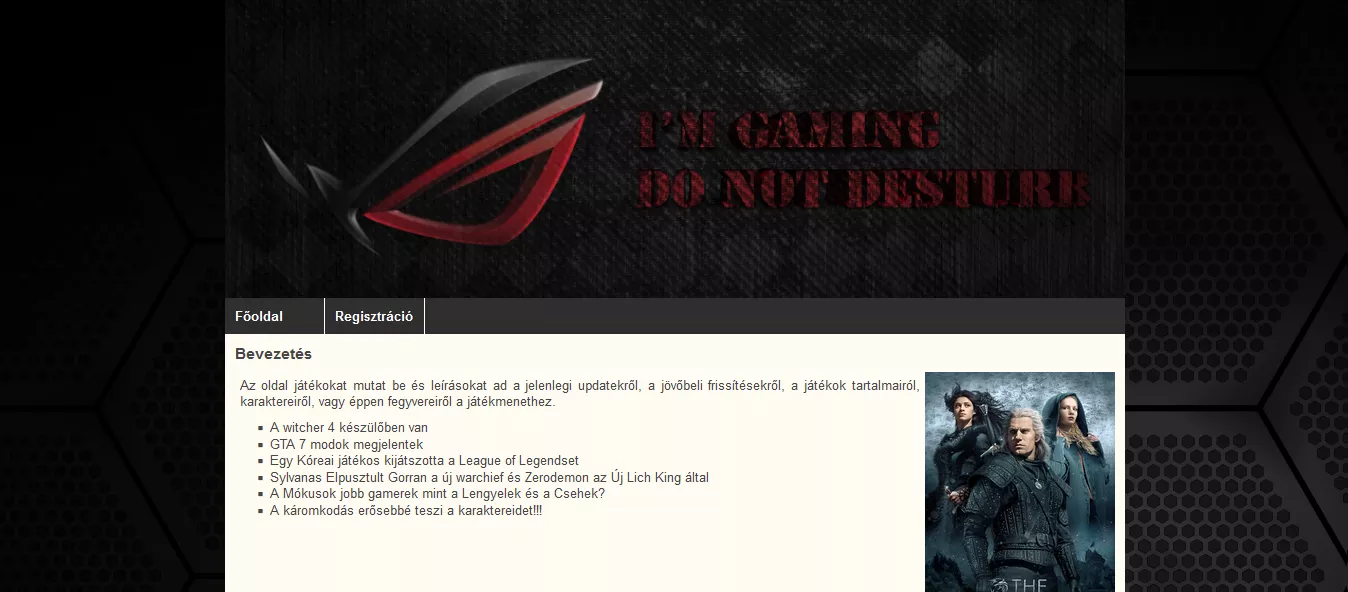 I'M GAMING
DO NOT DESTURB
Főoldal
Regisztráció
Bevezetés
Az oldal játékokat mutat be és leírásokat ad a jelenlegi updatekről, a jövőbeli frissítésekről, a játékok tartalmairól,
karaktereiről, vagy éppen fegyvereiről a játékmenethez.
A witcher 4 készülőben van
GTA 7 modok megjelentek
Egy Kóreai játékos kijátszotta a League of Legendset
Sylvanas Elpusztult Gorran a új warchief és Zerodemon az Új Lich King által
A Mókusok jobb gamerek mint a Lengyelek és a Csehek?
A káromkodás erősebbé teszi a karaktereidet!!!
THE